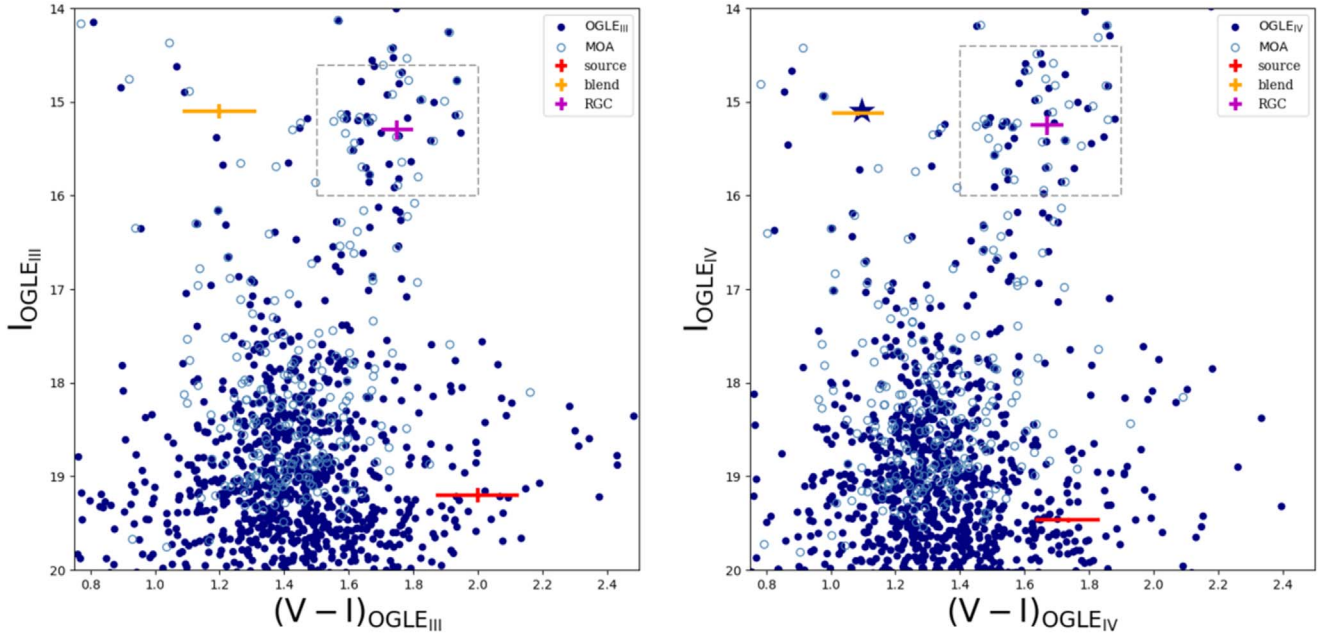 14
15
16
17
18
19
20
I_OGLE_III
0.8 1.0 1.2 1.4 1.6 1.8 2.0 2.2 2.4
(V − I)_OGLE_III
OGLE_III
MOA
source
blend
RGC
14
15
16
17
18
19
20
I_OGLE_IV
0.8 1.0 1.2 1.4 1.6 1.8 2.0 2.2 2.4
(V − I)_OGLE_IV
OGLE_IV
MOA
source
blend
RGC